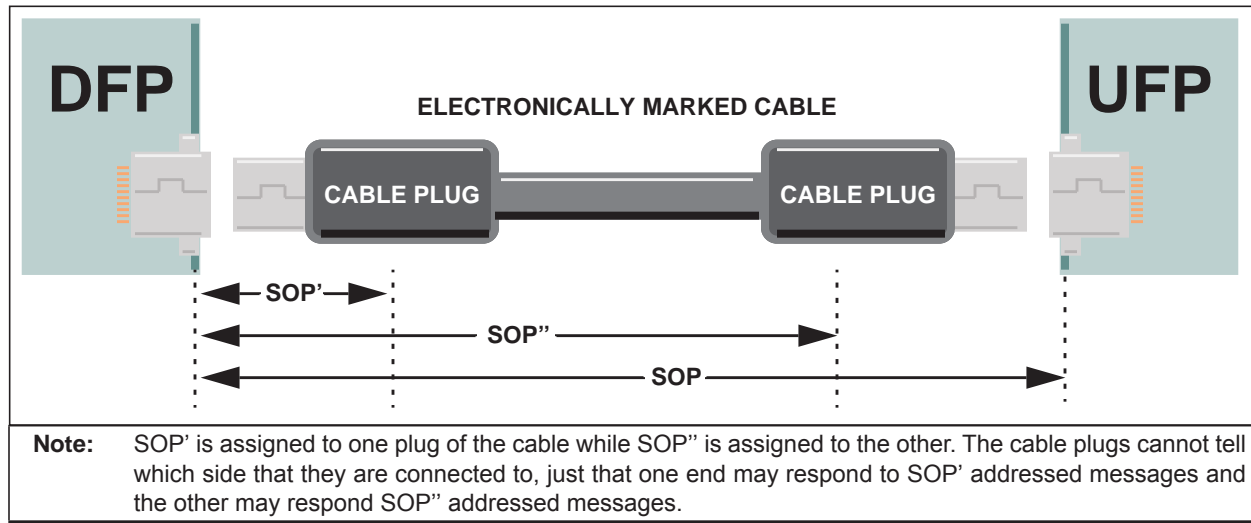 DFP
UFP
ELECTRONICALLY MARKED CABLE
CABLE PLUG
CABLE PLUG
SOP’
SOP’’
SOP
Note: SOP’ is assigned to one plug of the cable while SOP’’ is assigned to the other. The cable plugs cannot tell
which side that they are connected to, just that one end may respond to SOP’ addressed messages and
the other may respond SOP’’ addressed messages.